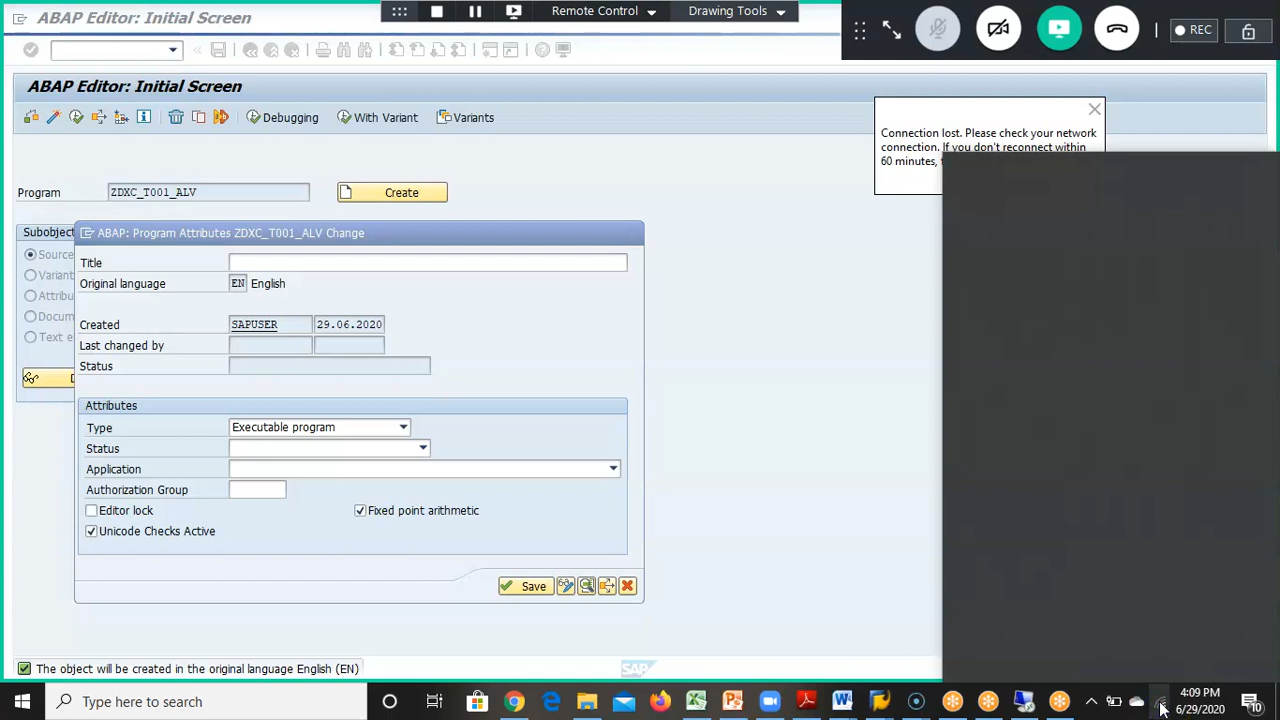 ABAP Editor: Initial Screen
Remote Control
Drawing Tools
REC
ABAP Editor: Initial Screen
Debugging
With Variant
Variants
Connection lost. Please check your network
connection. If you don't reconnect within
60 minutes,
Program
ZDXC_T001_ALV
Create
Subobject
Source
Variant
Attribu
Docum
Text e
ABAP: Program Attributes ZDXC_T001_ALV Change
Title
Original language
EN English
Created
SAPUSER
29.06.2020
Last changed by
Status
Attributes
Type
Executable program
Status
Application
Authorization Group
Editor lock
Fixed point arithmetic
Unicode Checks Active
Save
The object will be created in the original language English (EN)
SAP
Type here to search
4:09 PM
6/29/2020
10